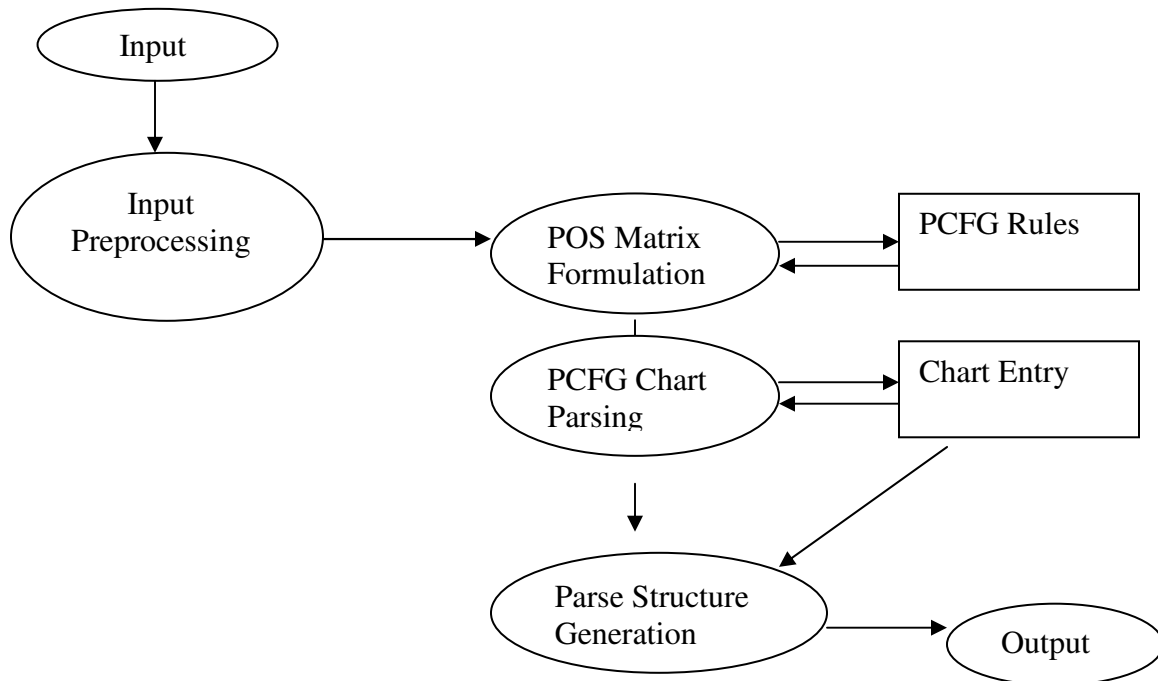 Input
Input
Preprocessing
POS Matrix
Formulation
PCFG Rules
PCFG Chart
Parsing
Chart Entry
Parse Structure
Generation
Output